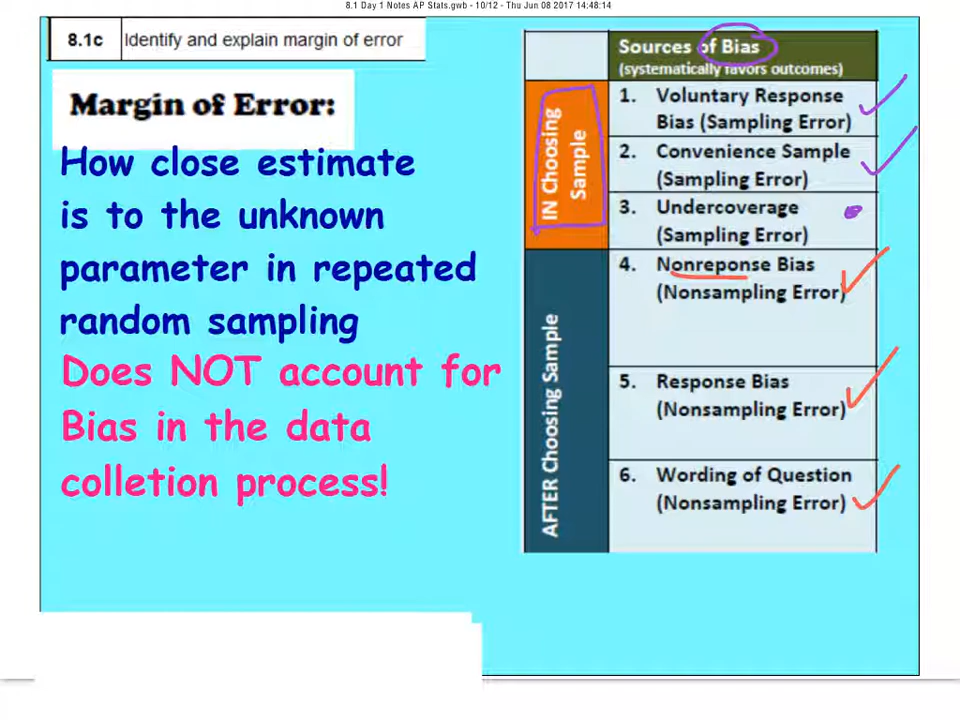 8.1 Day 1 Notes AP Stats.gwb - 10/12 - Thu Jun 08 2017 14:48:14
8.1c Identify and explain margin of error
Margin of Error:
How close estimate
is to the unknown
parameter in repeated
random sampling
Does NOT account for
Bias in the data
colletion process!
Sources of Bias
(systematically favors outcomes)
IN Choosing
Sample
1. Voluntary Response
Bias (Sampling Error)
2. Convenience Sample
(Sampling Error)
3. Undercoverage
(Sampling Error)
AFTER Choosing Sample
4. Nonreponse Bias
(Nonsampling Error)
5. Response Bias
(Nonsampling Error)
6. Wording of Question
(Nonsampling Error)